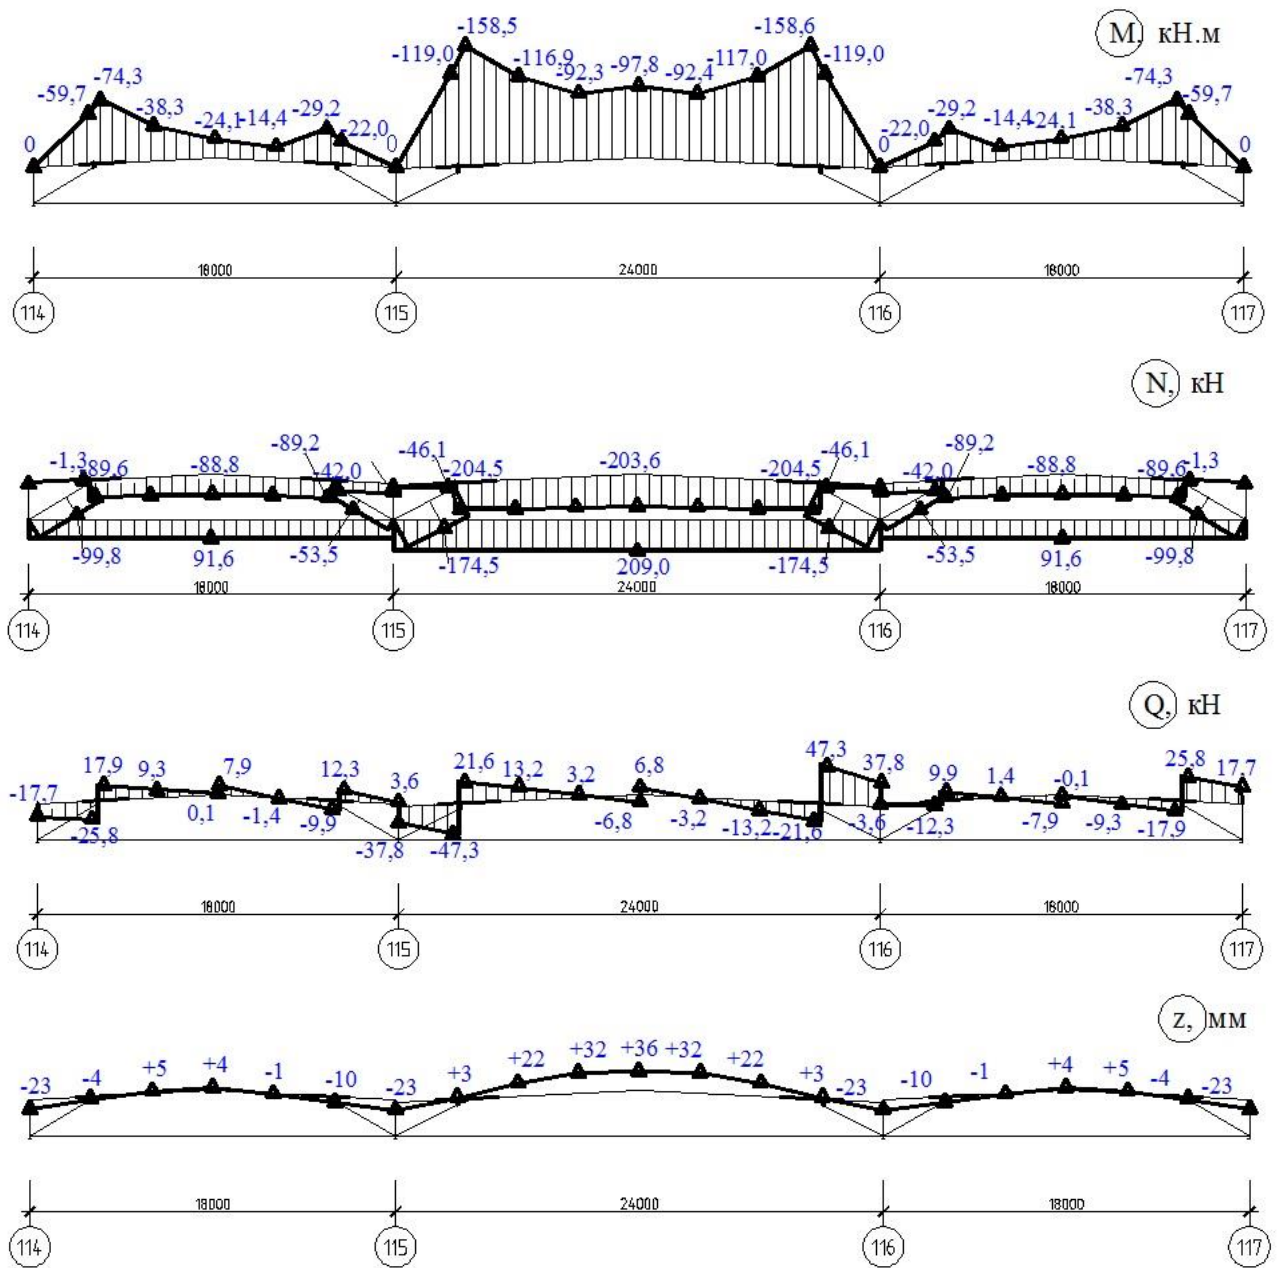 M, кН.м
-158,5 -158,6
-119,0 -116,9 -92,3 -97,8 -92,4 -117,0 -119,0
-59,7 -74,3 -38,3 -24,1 -14,4 -29,2 -22,0
-22,0 -29,2 -14,4 -24,1 -38,3 -74,3 -59,7
0 0 0 0
18000 24000 18000
114 115 116 117
N, кН
-89,2 -46,1 -46,1 -89,2
-1,3 -89,6 -88,8 -42,0 -204,5 -203,6 -204,5 -42,0 -88,8 -89,6 -1,3
-99,8 91,6 -53,5 -174,5 209,0 -174,5 -53,5 91,6 -99,8
18000 24000 18000
114 115 116 117
Q, кН
-17,7 17,9 9,3 7,9 12,3 3,6 21,6 13,2 3,2 6,8 47,3 37,8 9,9 1,4 -0,1 25,8 17,7
-25,8 0,1 -1,4 -9,9 -37,8 -47,3 -6,8 -3,2 -13,2 -21,6 -3,6 -12,3 -7,9 -9,3 -17,9
18000 24000 18000
114 115 116 117
z, мм
-23 -4 +5 +4 -1 -10 -23 +3 +22 +32 +36 +32 +22 +3 -23 -10 -1 +4 +5 -4 -23
18000 24000 18000
114 115 116 117